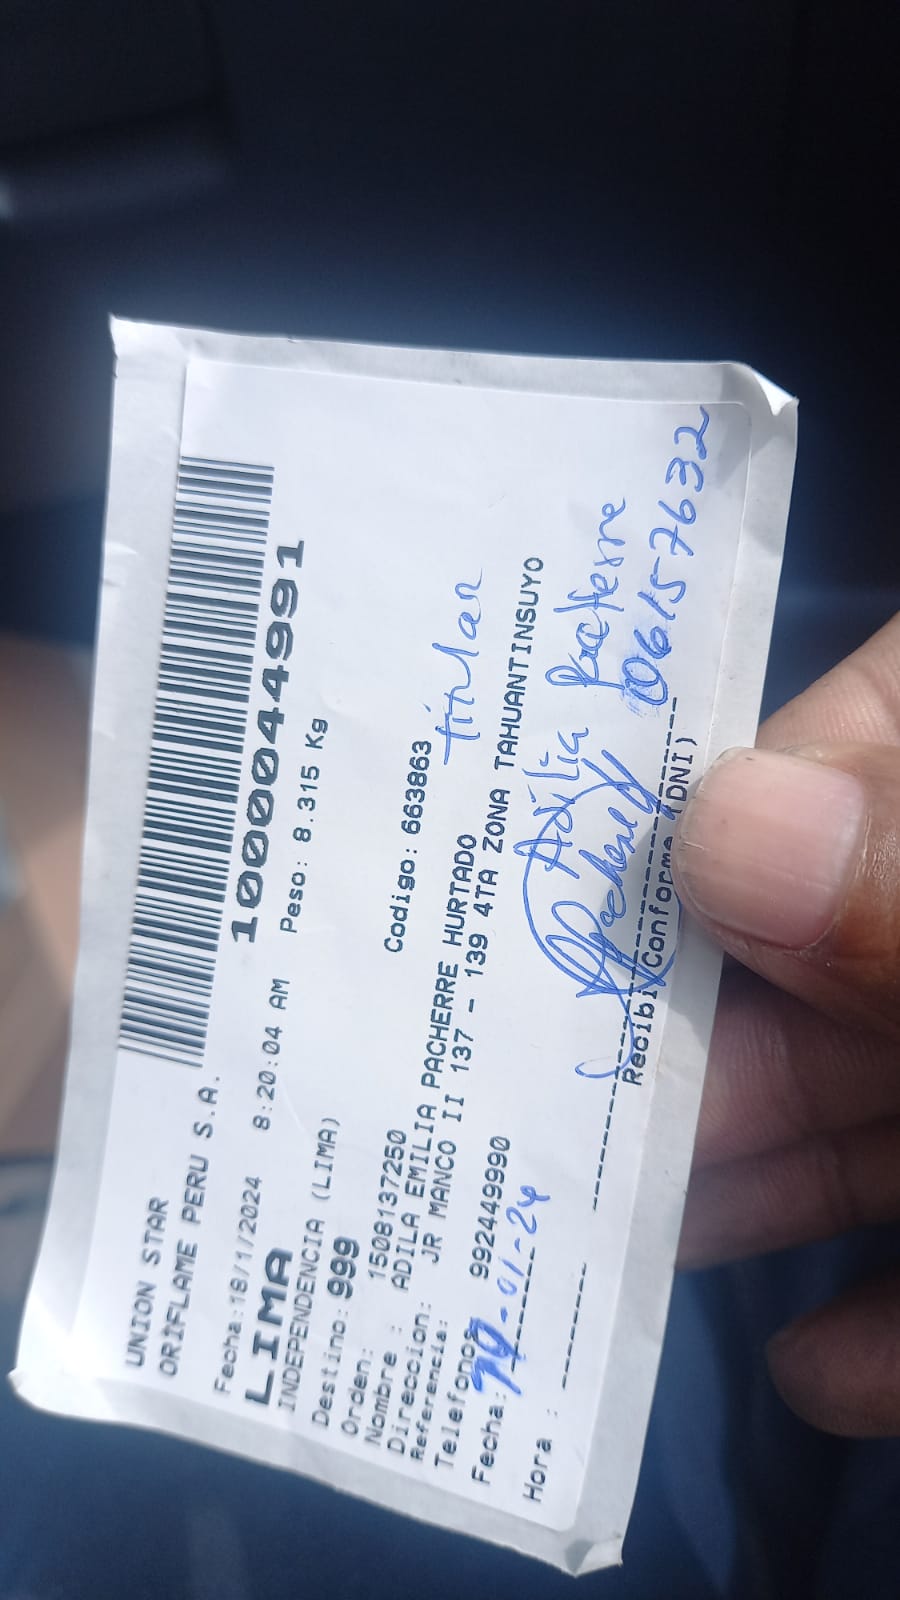 UNION STAR
ORIFLAME PERU S.A.
1000044991
Fecha:18/1/2024 8:20:04 AM Peso: 8.315 Kg
LIMA
INDEPENDENCIA (LIMA)
Destino: 999
Orden: 1508137250 Codigo: 663863
Nombre : ADILA EMILIA PACHERRE HURTADO titular
Direccion: JR MANCO II 137 - 139 4TA ZONA TAHUANTINSUYO
Referencia:
Telefonos 992449990
Fecha: -01-24
Adilia Pacherre
Hora : 06157632
Recibi Conforme (DNI)